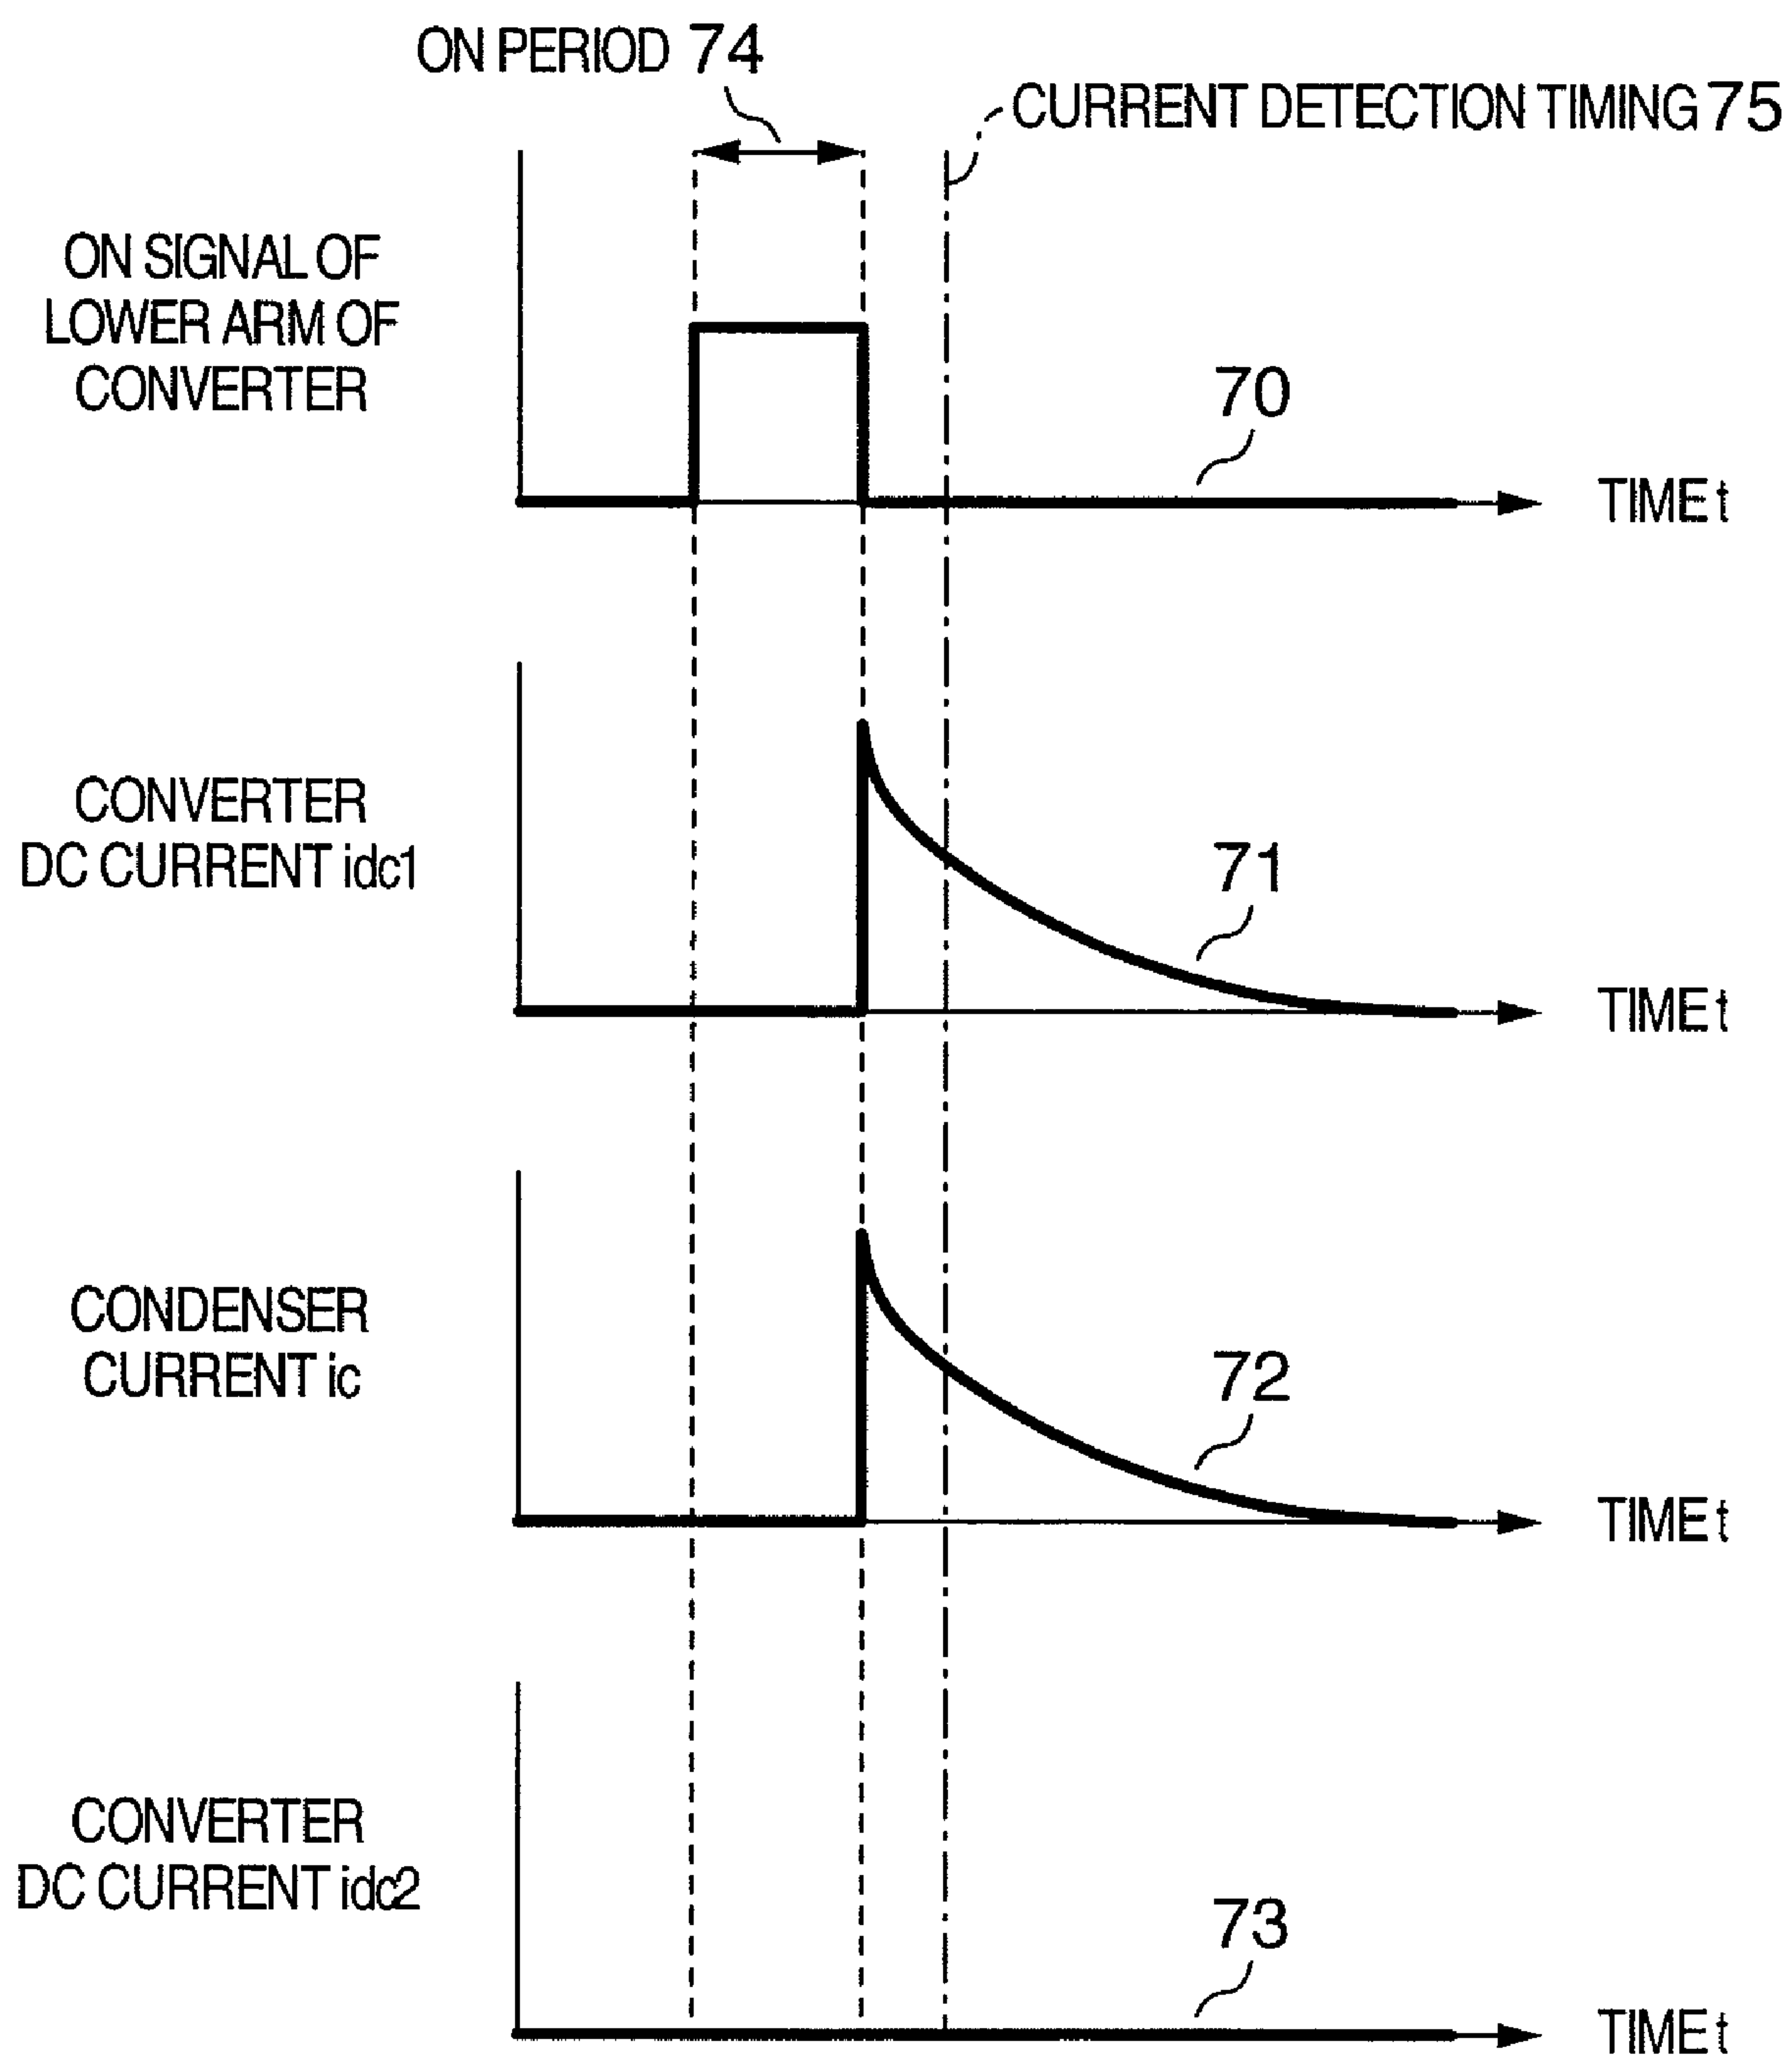 ON PERIOD 74
CURRENT DETECTION TIMING 75
ON SIGNAL OF
LOWER ARM OF
CONVERTER
70
TIME t
CONVERTER
DC CURRENT idc1
71
TIME t
CONDENSER
CURRENT ic
72
TIME t
CONVERTER
DC CURRENT idc2
73
TIME t